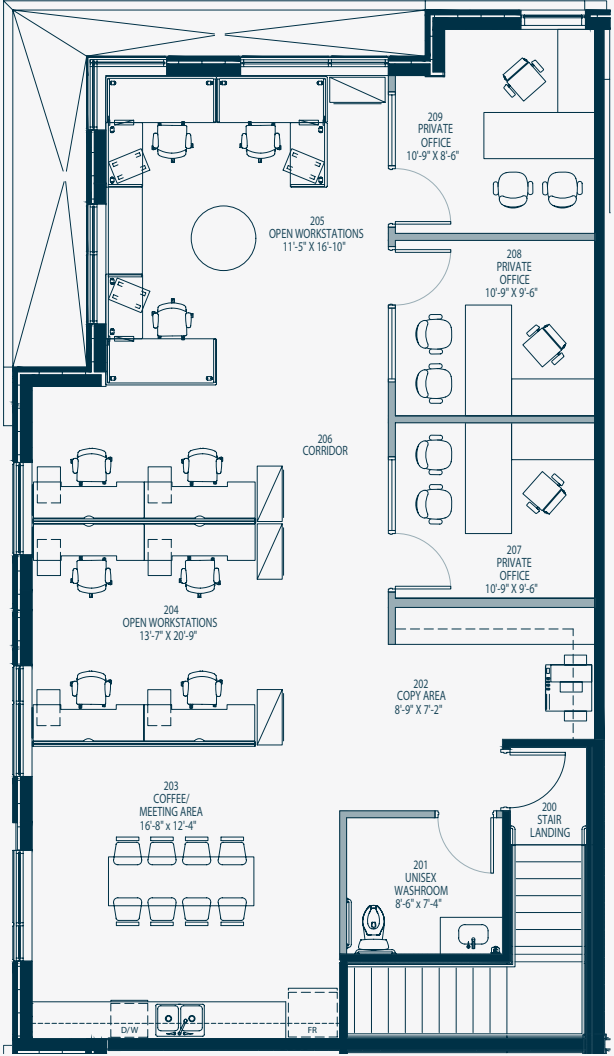 209
PRIVATE
OFFICE
10'-9" X 8'-6"
205
OPEN WORKSTATIONS
11'-5" X 16'-10"
208
PRIVATE
OFFICE
10'-9" X 9'-6"
206
CORRIDOR
207
PRIVATE
OFFICE
10'-9" X 9'-6"
204
OPEN WORKSTATIONS
13'-7" X 20'-9"
202
COPY AREA
8'-9" X 7'-2"
203
COFFEE/
MEETING AREA
16'-8" x 12'-4"
200
STAIR
LANDING
201
UNISEX
WASHROOM
8'-6" x 7'-4"
D/W
FR